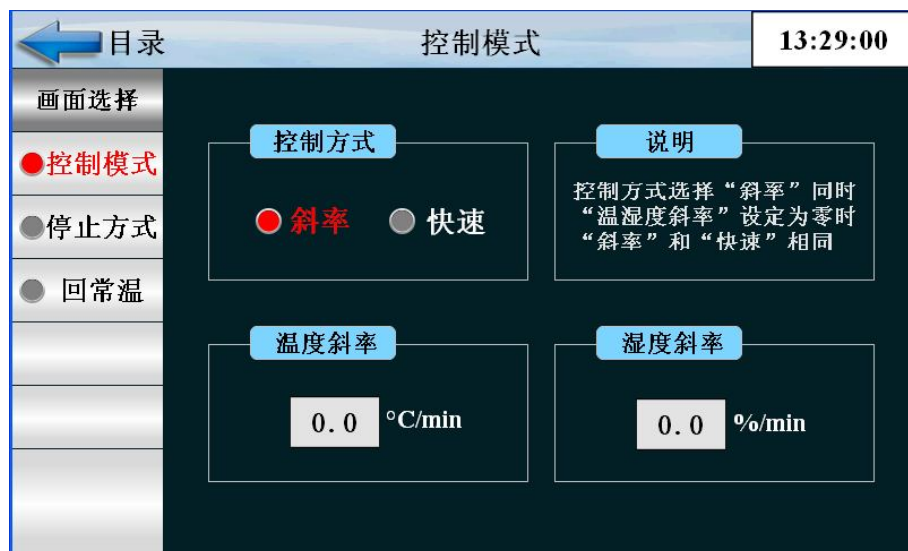 目录
控制模式
13:29:00
画面选择
控制模式
停止方式
回常温
控制方式
斜率
快速
说明
控制方式选择“斜率”同时
“温湿度斜率”设定为零时
“斜率”和“快速”相同
温度斜率
0.0 °C/min
湿度斜率
0.0 %/min